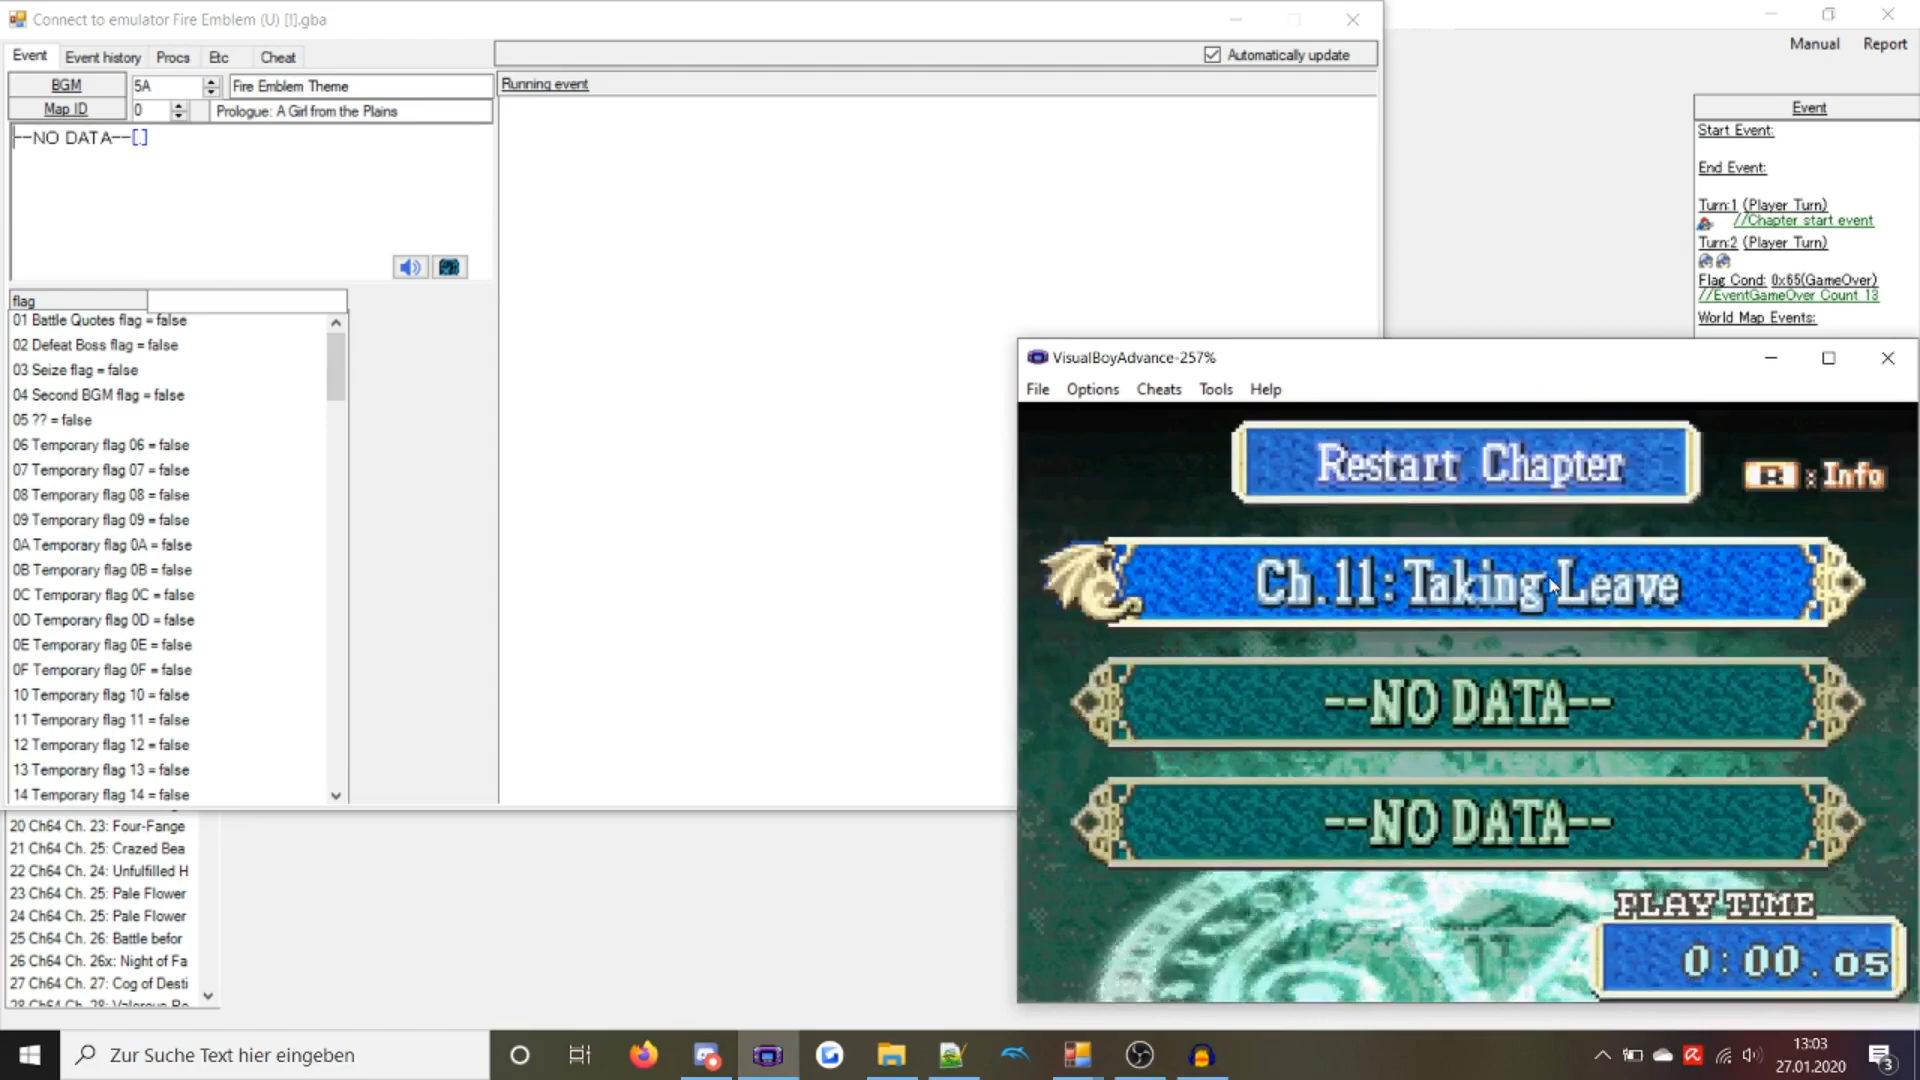 Connect to emulator Fire Emblem (U) [!].gba
Manual Report
Event Event history Procs Etc Cheat
Automatically update
BGM 5A Fire Emblem Theme
Running event
Map ID 0 Prologue: A Girl from the Plains
--NO DATA--[.]
flag
01 Battle Quotes flag = false
02 Defeat Boss flag = false
03 Seize flag = false
04 Second BGM flag = false
05 ?? = false
06 Temporary flag 06 = false
07 Temporary flag 07 = false
08 Temporary flag 08 = false
09 Temporary flag 09 = false
0A Temporary flag 0A = false
0B Temporary flag 0B = false
0C Temporary flag 0C = false
0D Temporary flag 0D = false
0E Temporary flag 0E = false
0F Temporary flag 0F = false
10 Temporary flag 10 = false
11 Temporary flag 11 = false
12 Temporary flag 12 = false
13 Temporary flag 13 = false
14 Temporary flag 14 = false
20 Ch64 Ch. 23: Four-Fange
21 Ch64 Ch. 25: Crazed Bea
22 Ch64 Ch. 24: Unfulfilled H
23 Ch64 Ch. 25: Pale Flower
24 Ch64 Ch. 25: Pale Flower
25 Ch64 Ch. 26: Battle befor
26 Ch64 Ch. 26x: Night of Fa
27 Ch64 Ch. 27: Cog of Desti
Event
Start Event:
End Event:
Turn:1 (Player Turn)
//Chapter start event
Turn:2 (Player Turn)
Flag Cond: 0x65(GameOver)
//EventGameOver Count 13
World Map Events:
VisualBoyAdvance-257%
File Options Cheats Tools Help
Restart Chapter
R : Info
Ch.11: Taking Leave
--NO DATA--
--NO DATA--
PLAY TIME
0:00.05
Zur Suche Text hier eingeben
13:03
27.01.2020
3